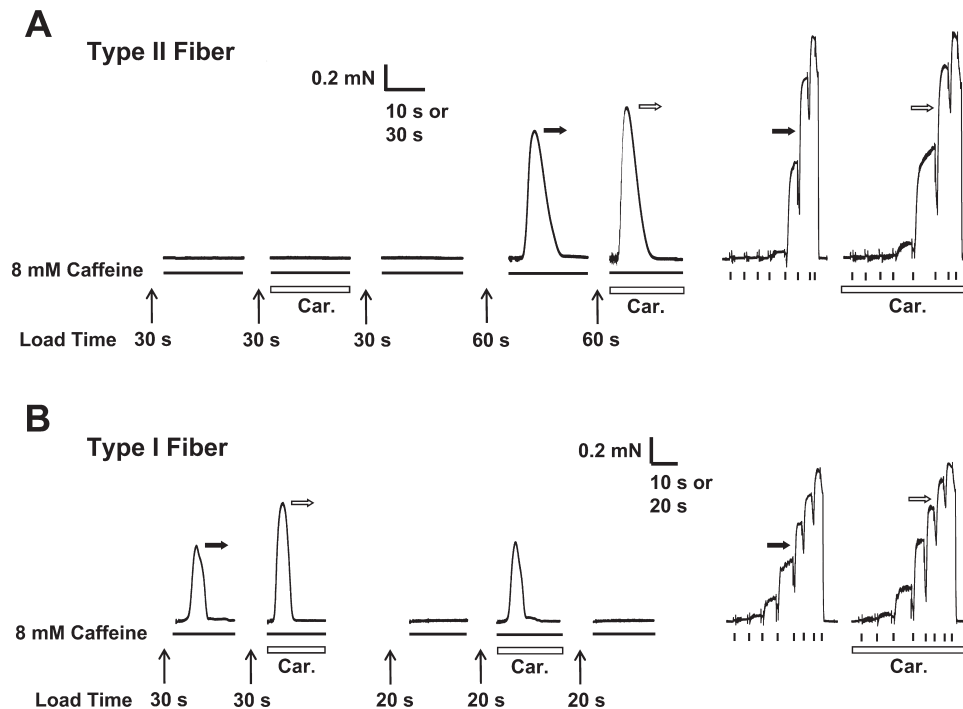 A
Type II Fiber
0.2 mN
10 s or
30 s
8 mM Caffeine
Car.
Car.
Car.
Load Time 30 s 30 s 30 s 60 s 60 s
B
Type I Fiber
0.2 mN
10 s or
20 s
8 mM Caffeine
Car.
Car.
Car.
Load Time 30 s 30 s 20 s 20 s 20 s